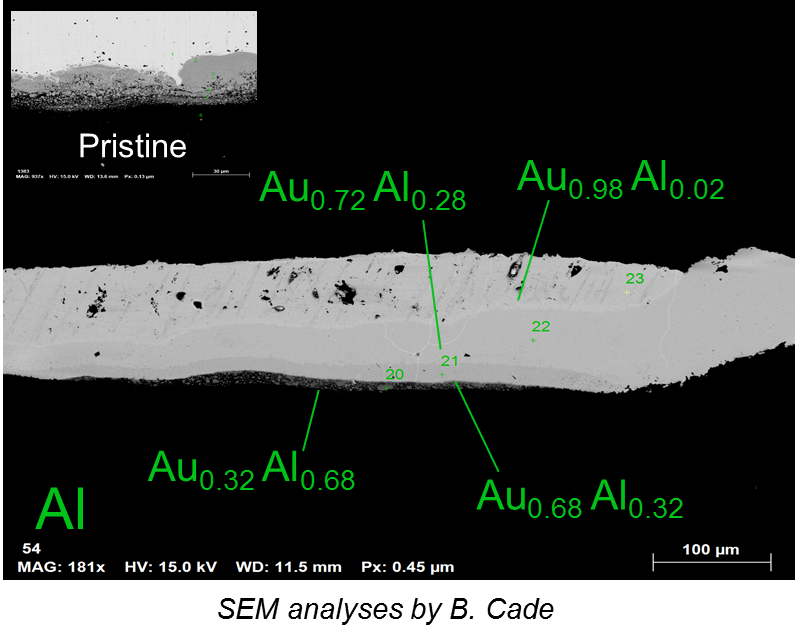 Pristine
1383
MAG: 937x HV: 15.0 kV WD: 13.6 mm Px: 0.13 µm
30 µm
Au0.72 Al0.28
Au0.98 Al0.02
23
22
21
20
Au0.32 Al0.68
Au0.68 Al0.32
Al
54
MAG: 181x HV: 15.0 kV WD: 11.5 mm Px: 0.45 µm
100 µm
SEM analyses by B. Cade